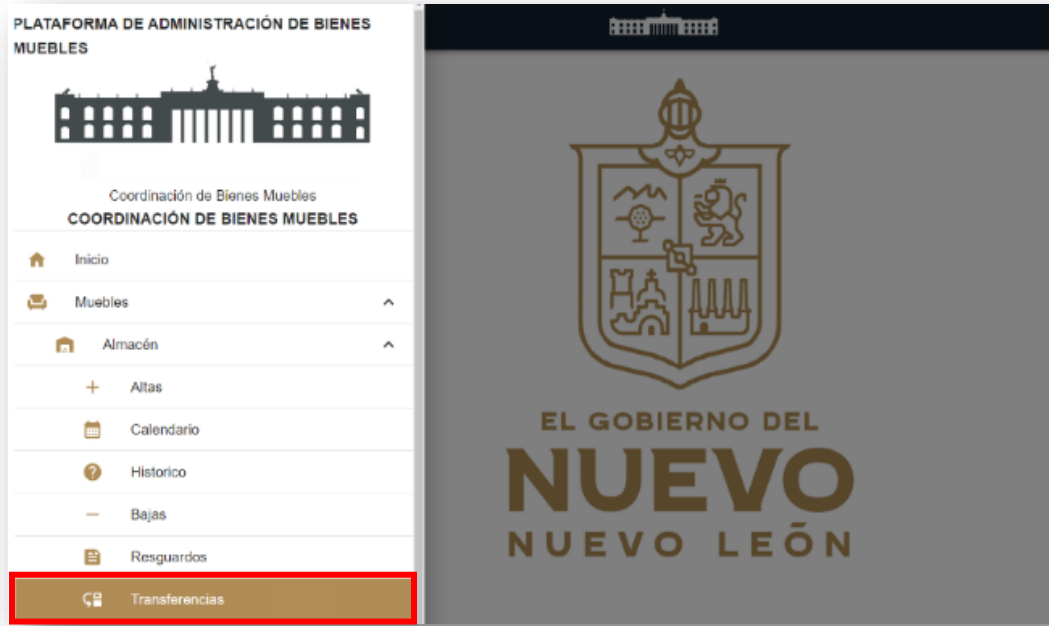 PLATAFORMA DE ADMINISTRACIÓN DE BIENES
MUEBLES
Coordinación de Bienes Muebles
COORDINACIÓN DE BIENES MUEBLES
Inicio
Muebles
Almacén
Altas
Calendario
Historico
Bajas
Resguardos
Transferencias
EL GOBIERNO DEL
NUEVO
NUEVO LEÓN